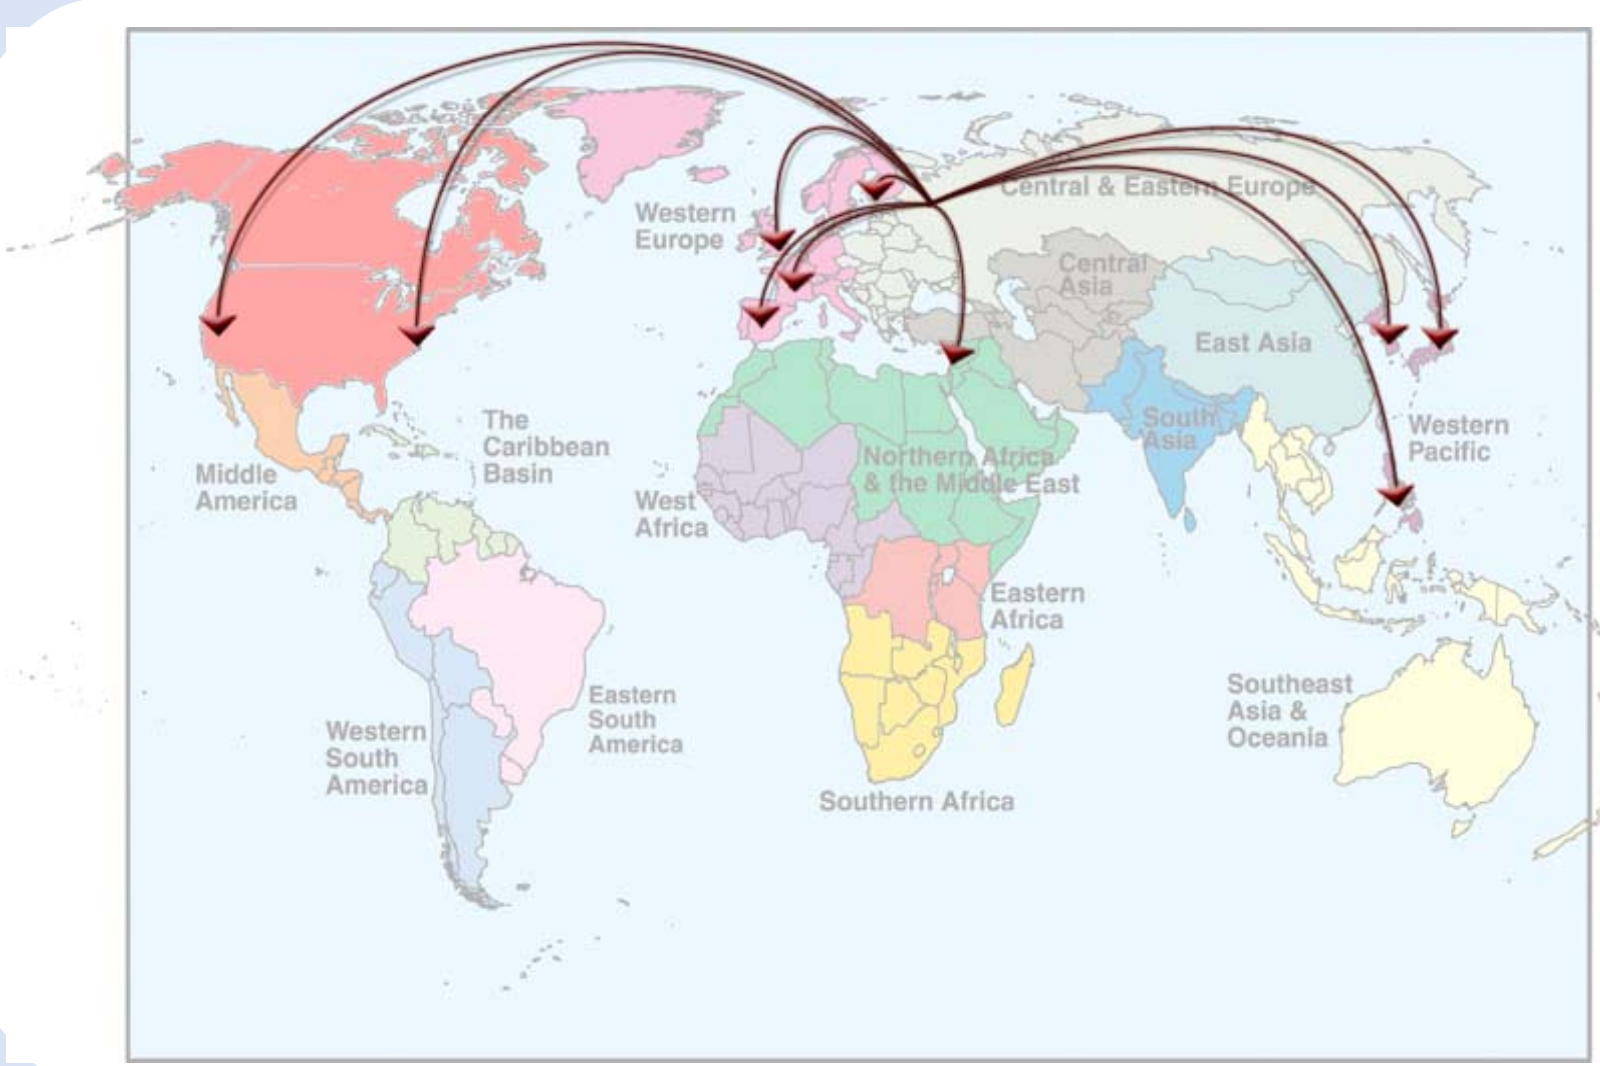 Central & Eastern Europe
Western
Europe
Central
Asia
East Asia
South
Asia
The
Caribbean
Basin
Western
Pacific
Middle
America
Northern Africa
& the Middle East
West
Africa
Eastern
Africa
Southeast
Asia &
Oceania
Eastern
South
America
Western
South
America
Southern Africa